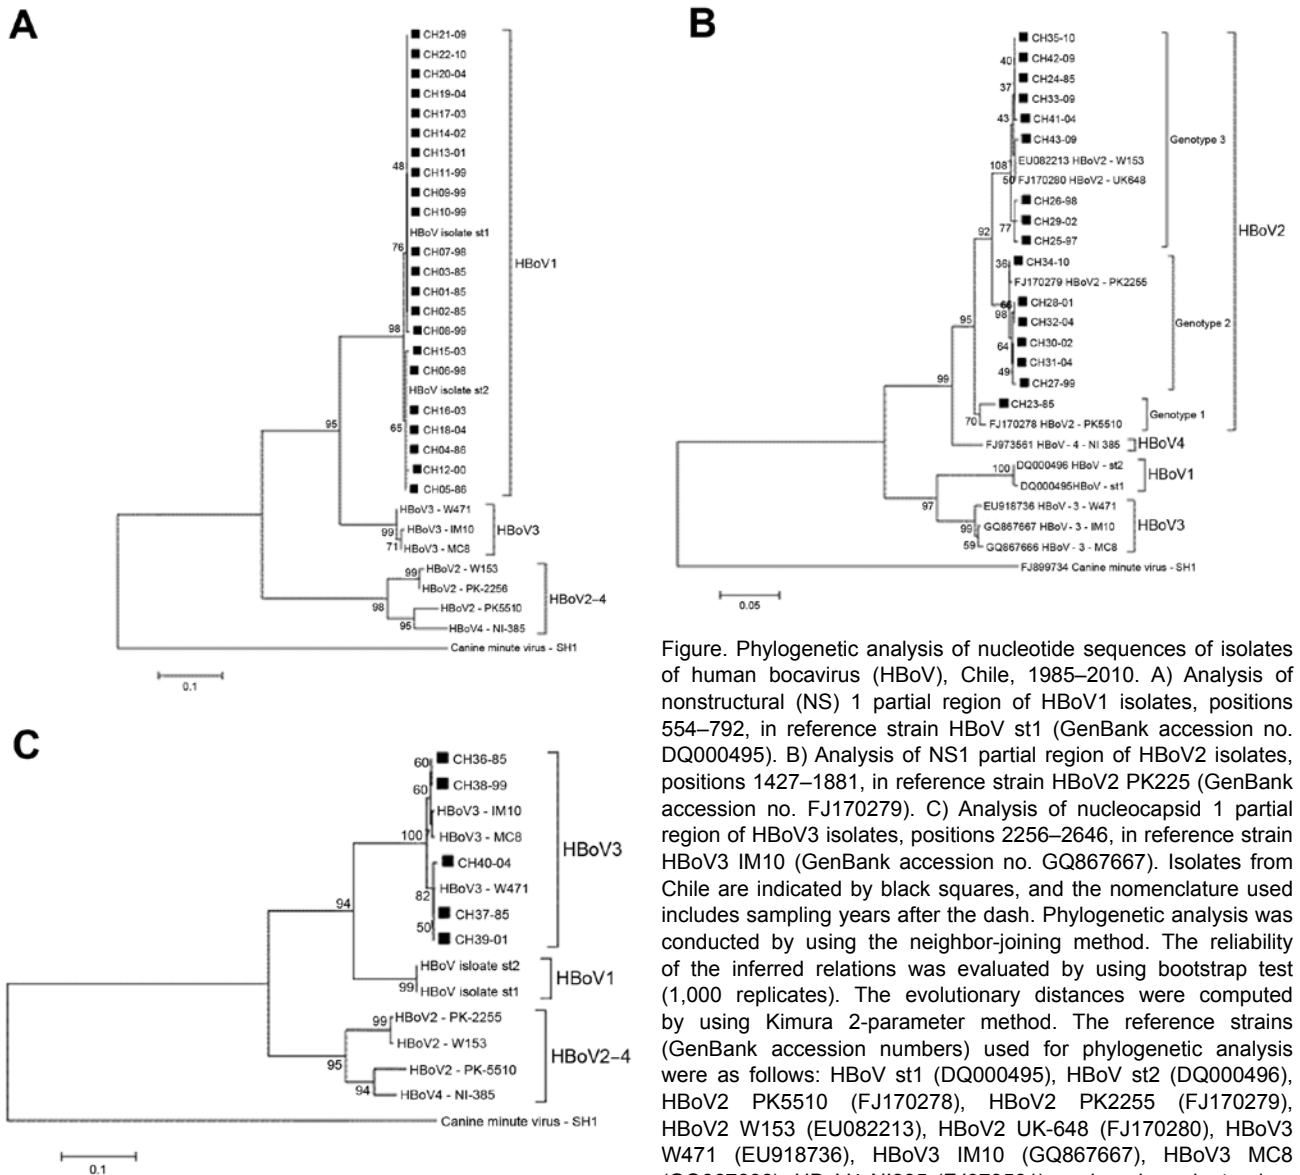 A
CH21-09
CH22-10
CH20-04
CH19-04
CH17-03
CH14-02
CH13-01
48
CH11-99
CH09-99
CH10-99
HBoV isolate st1
76
CH07-98
CH03-85
HBoV1
CH01-85
CH02-85
98
CH08-99
CH15-03
CH06-98
HBoV isolate st2
CH16-03
95
65
CH18-04
CH04-86
CH12-00
CH05-86
HBoV3 - W471
99
HBoV3 - IM10
HBoV3
71
HBoV3 - MC8
99
HBoV2 - W153
HBoV2 - PK-2256
98
HBoV2-4
HBoV2 - PK5510
95
HBoV4 - NI-385
Canine minute virus - SH1
0.1
B
CH35-10
40
CH42-09
CH24-85
37
CH33-09
43
CH41-04
CH43-09
Genotype 3
108
EU082213 HBoV2 - W153
50
FJ170280 HBoV2 - UK648
CH26-98
CH29-02
77
92
CH25-97
HBoV2
36
CH34-10
FJ170279 HBoV2 - PK2255
66
CH28-01
98
95
CH32-04
Genotype 2
64
CH30-02
CH31-04
49
99
CH27-99
CH23-85
70
Genotype 1
FJ170278 HBoV2 - PK5510
FJ973561 HBoV - 4 - NI 385
HBoV4
100
DQ000496 HBoV - st2
HBoV1
DQ000495HBoV - st1
97
EU918736 HBoV - 3 - W471
99
GQ867667 HBoV - 3 - IM10
HBoV3
59
GQ867666 HBoV - 3 - MC8
FJ899734 Canine minute virus - SH1
0.05
C
60
CH36-85
60
CH38-99
HBoV3 - IM10
100
HBoV3 - MC8
HBoV3
CH40-04
82
HBoV3 - W471
94
CH37-85
50
CH39-01
HBoV isloate st2
HBoV1
99
HBoV isolate st1
99
HBoV2 - PK-2255
HBoV2 - W153
95
HBoV2-4
HBoV2 - PK-5510
94
HBoV4 - NI-385
Canine minute virus - SH1
0.1
Figure. Phylogenetic analysis of nucleotide sequences of isolates
of human bocavirus (HBoV), Chile, 1985–2010. A) Analysis of
nonstructural (NS) 1 partial region of HBoV1 isolates, positions
554–792, in reference strain HBoV st1 (GenBank accession no.
DQ000495). B) Analysis of NS1 partial region of HBoV2 isolates,
positions 1427–1881, in reference strain HBoV2 PK225 (GenBank
accession no. FJ170279). C) Analysis of nucleocapsid 1 partial
region of HBoV3 isolates, positions 2256–2646, in reference strain
HBoV3 IM10 (GenBank accession no. GQ867667). Isolates from
Chile are indicated by black squares, and the nomenclature used
includes sampling years after the dash. Phylogenetic analysis was
conducted by using the neighbor-joining method. The reliability
of the inferred relations was evaluated by using bootstrap test
(1,000 replicates). The evolutionary distances were computed
by using Kimura 2-parameter method. The reference strains
(GenBank accession numbers) used for phylogenetic analysis
were as follows: HBoV st1 (DQ000495), HBoV st2 (DQ000496),
HBoV2 PK5510 (FJ170278), HBoV2 PK2255 (FJ170279),
HBoV2 W153 (EU082213), HBoV2 UK-648 (FJ170280), HBoV3
W471 (EU918736), HBoV3 IM10 (GQ867667), HBoV3 MC8